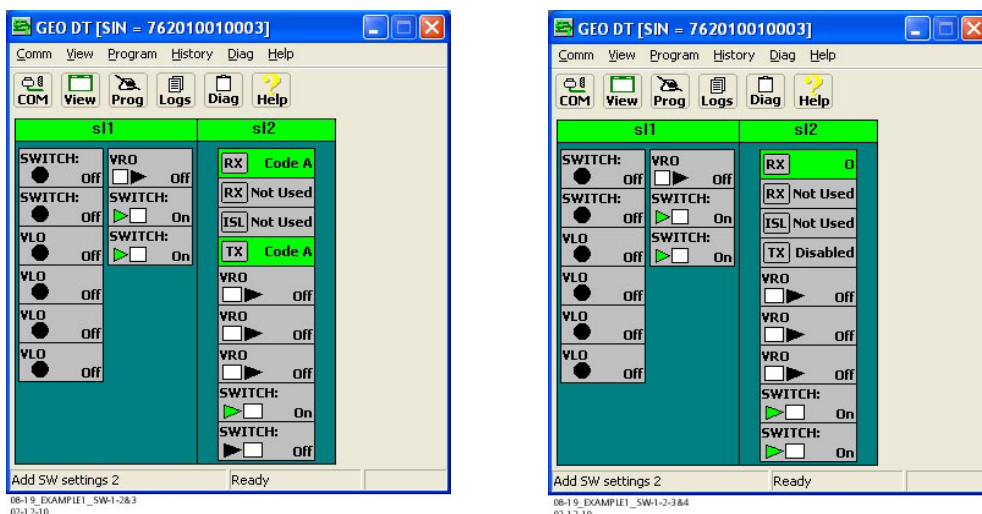 GEO DT [SIN = 762010010003]
Comm View Program History Diag Help
COM View Prog Logs Diag Help
sl1 sl2
SWITCH:
Off
SWITCH:
Off
VLO
Off
VLO
Off
VLO
Off
VLO
Off
VRO
Off
SWITCH:
On
SWITCH:
On
RX Code A
RX Not Used
ISL Not Used
TX Code A
VRO
Off
VRO
Off
VRO
Off
SWITCH:
On
SWITCH:
Off
Add SW settings 2 Ready
08-19_EXAMPLE1_SW-1-2&3
02-12-10
GEO DT [SIN = 762010010003]
Comm View Program History Diag Help
COM View Prog Logs Diag Help
sl1 sl2
SWITCH:
Off
SWITCH:
Off
VLO
Off
VLO
Off
VLO
Off
VLO
Off
VRO
Off
SWITCH:
On
SWITCH:
On
RX 0
RX Not Used
ISL Not Used
TX Disabled
VRO
Off
VRO
Off
VRO
Off
SWITCH:
On
SWITCH:
On
Add SW settings 2 Ready
08-19_EXAMPLE1_SW-1-2-3&4
02-12-10